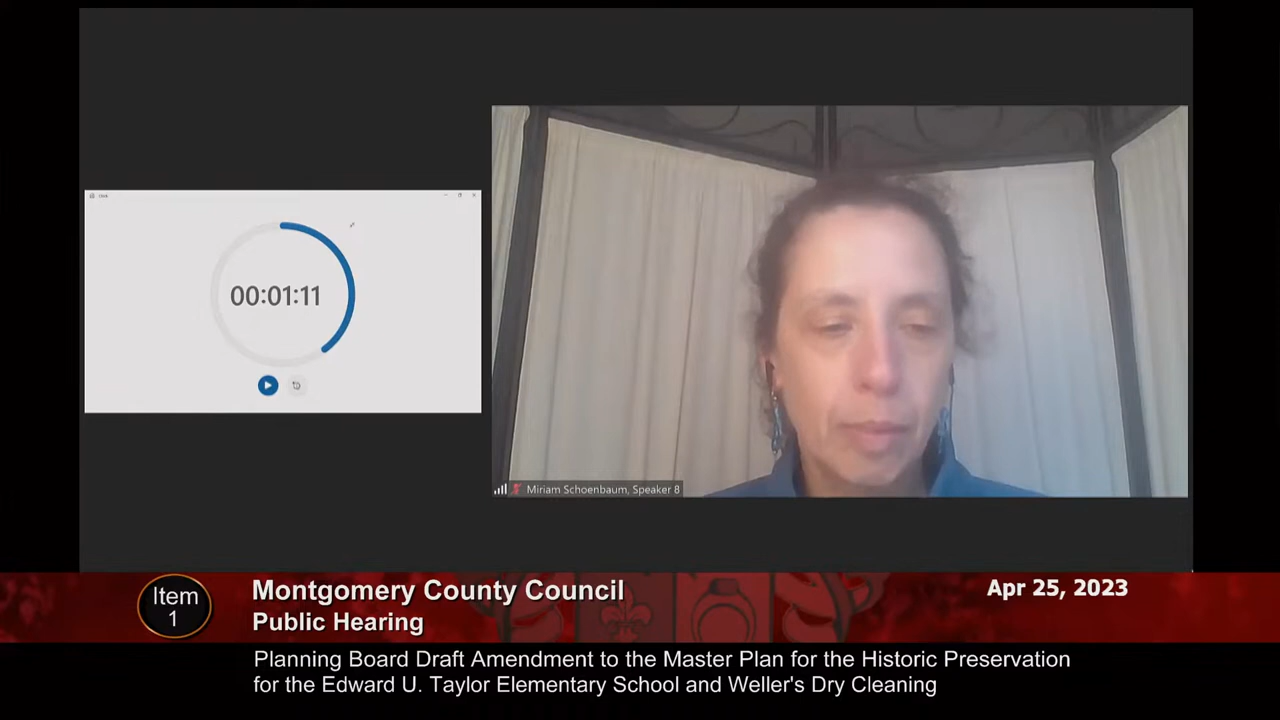 00:01:11
Miriam Schoenbaum, Speaker 8
Item
1
Montgomery County Council
Apr 25, 2023
Public Hearing
Planning Board Draft Amendment to the Master Plan for the Historic Preservation
for the Edward U. Taylor Elementary School and Weller's Dry Cleaning